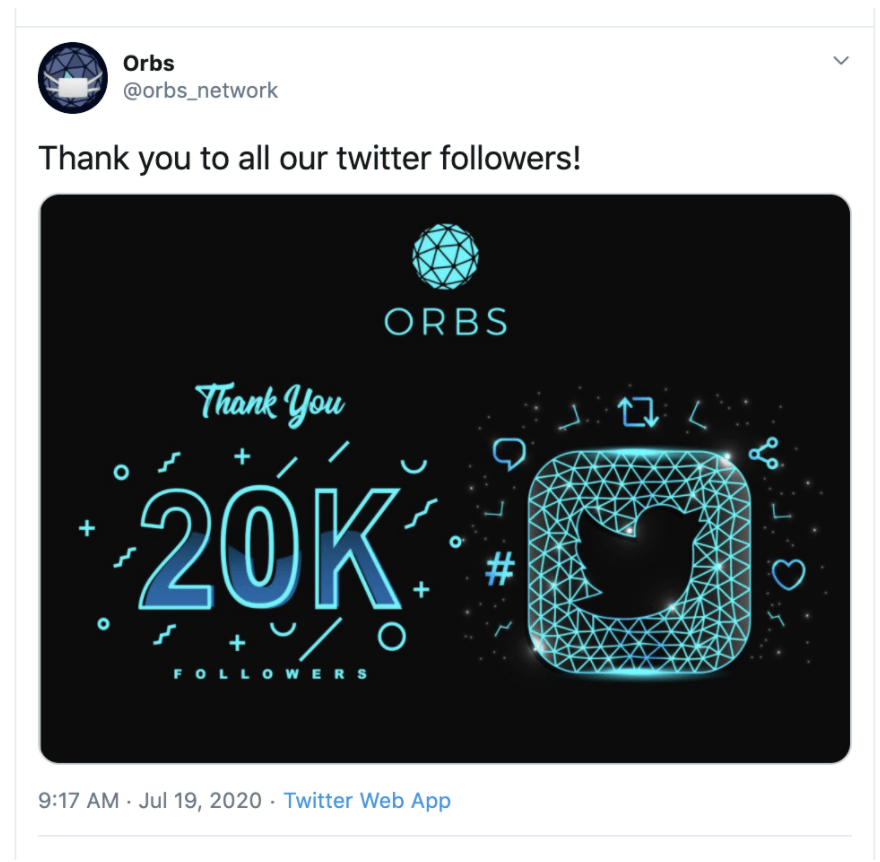 Orbs
@orbs_network
Thank you to all our twitter followers!
ORBS
Thank You
20K
FOLLOWERS
#
9:17 AM · Jul 19, 2020 · Twitter Web App